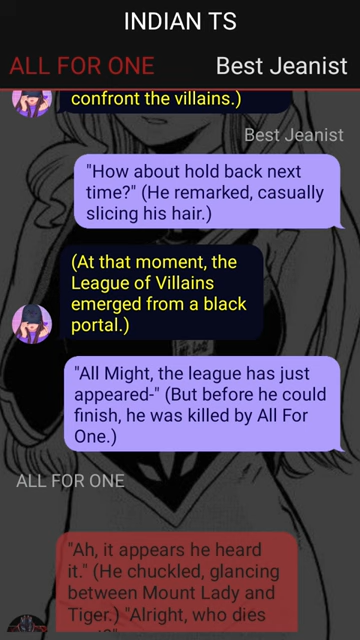 INDIAN TS
ALL FOR ONE Best Jeanist
confront the villains.)
Best Jeanist
"How about hold back next
time?" (He remarked, casually
slicing his hair.)
(At that moment, the
League of Villains
emerged from a black
portal.)
"All Might, the league has just
appeared-" (But before he could
finish, he was killed by All For
One.)
ALL FOR ONE
"Ah, it appears he heard
it." (He chuckled, glancing
between Mount Lady and
Tiger.) "Alright, who dies